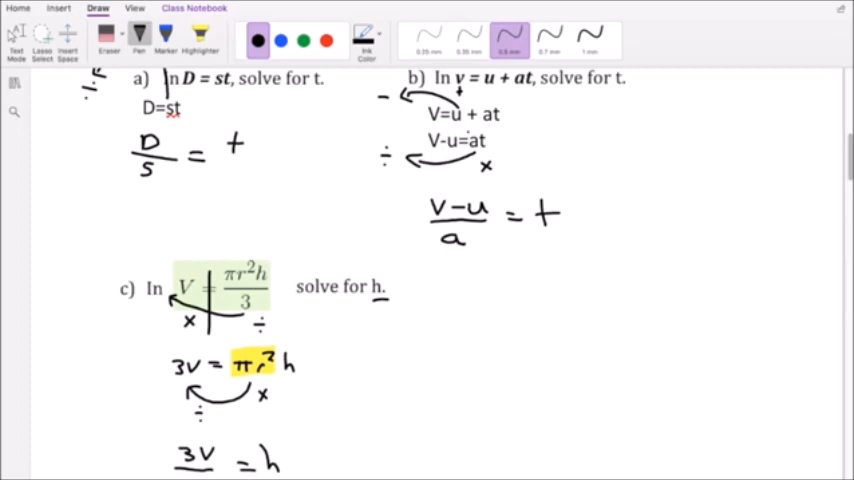 Home Insert Draw View Class Notebook
Text Mode
Lasso Select
Insert Space
Eraser
Pen
Marker
Highlighter
Ink Color
0.25 mm
0.35 mm
0.5 mm
0.7 mm
1 mm
÷
a) In D = st, solve for t.
D=st
D/s = t
b) In v = u + at, solve for t.
+
−
V=u + at
V-u=at
÷
×
V−u/a = t
c) In V = πr²h/3 solve for h.
× ÷
3V = πr² h
÷ ×
3V = h